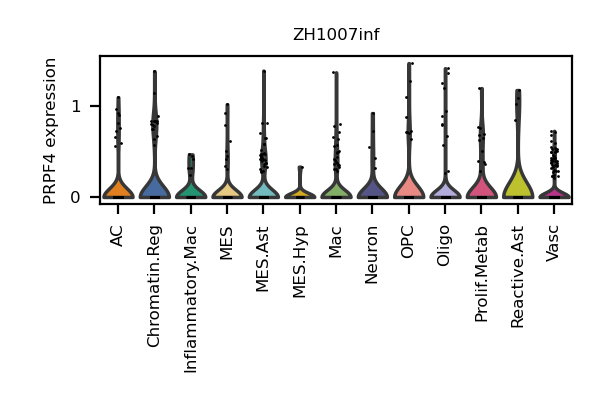 ZH1007inf
PRPF4 expression
1
0
AC
Chromatin.Reg
Inflammatory.Mac
MES
MES.Ast
MES.Hyp
Mac
Neuron
OPC
Oligo
Prolif.Metab
Reactive.Ast
Vasc